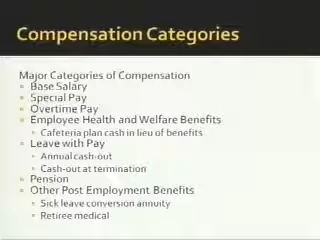 Compensation Categories
Major Categories of Compensation
Base Salary
Special Pay
Overtime Pay
Employee Health and Welfare Benefits
Cafeteria plan cash in lieu of benefits
Leave with Pay
Annual cash-out
Cash-out at termination
Pension
Other Post Employment Benefits
Sick leave conversion annuity
Retiree medical